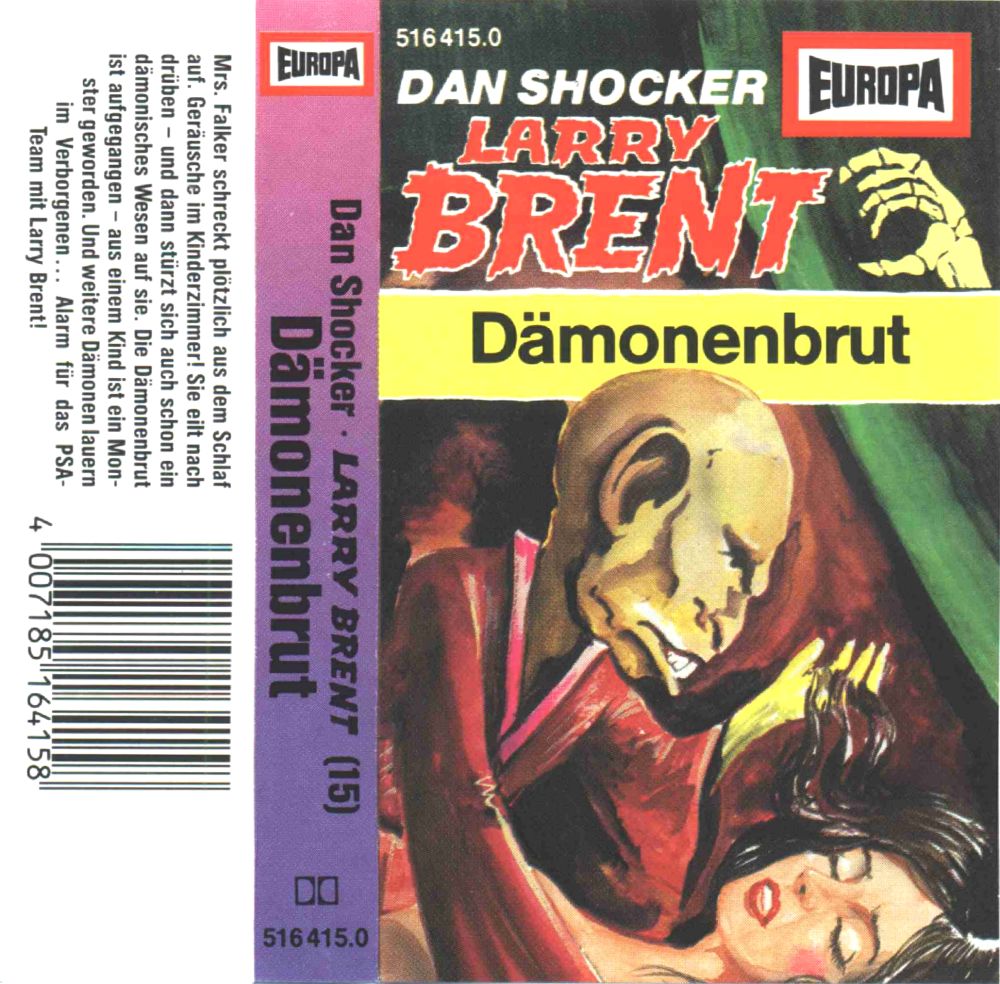 Mrs. Falker schreckt plötzlich aus dem Schlaf
auf. Geräusche im Kinderzimmer! Sie eilt nach
drüben – und dann stürzt sich auch schon ein
dämonisches Wesen auf sie. Die Dämonenbrut
ist aufgegangen – aus einem Kind ist ein Mon-
ster geworden. Und weitere Dämonen lauern
im Verborgenen... Alarm für das PSA-
Team mit Larry Brent!
4 007185 164158
EUROPA
Dan Shocker · LARRY BRENT (15)
Dämonenbrut
516 415.0
516 415.0
DAN SHOCKER
EUROPA
LARRY
BRENT
Dämonenbrut